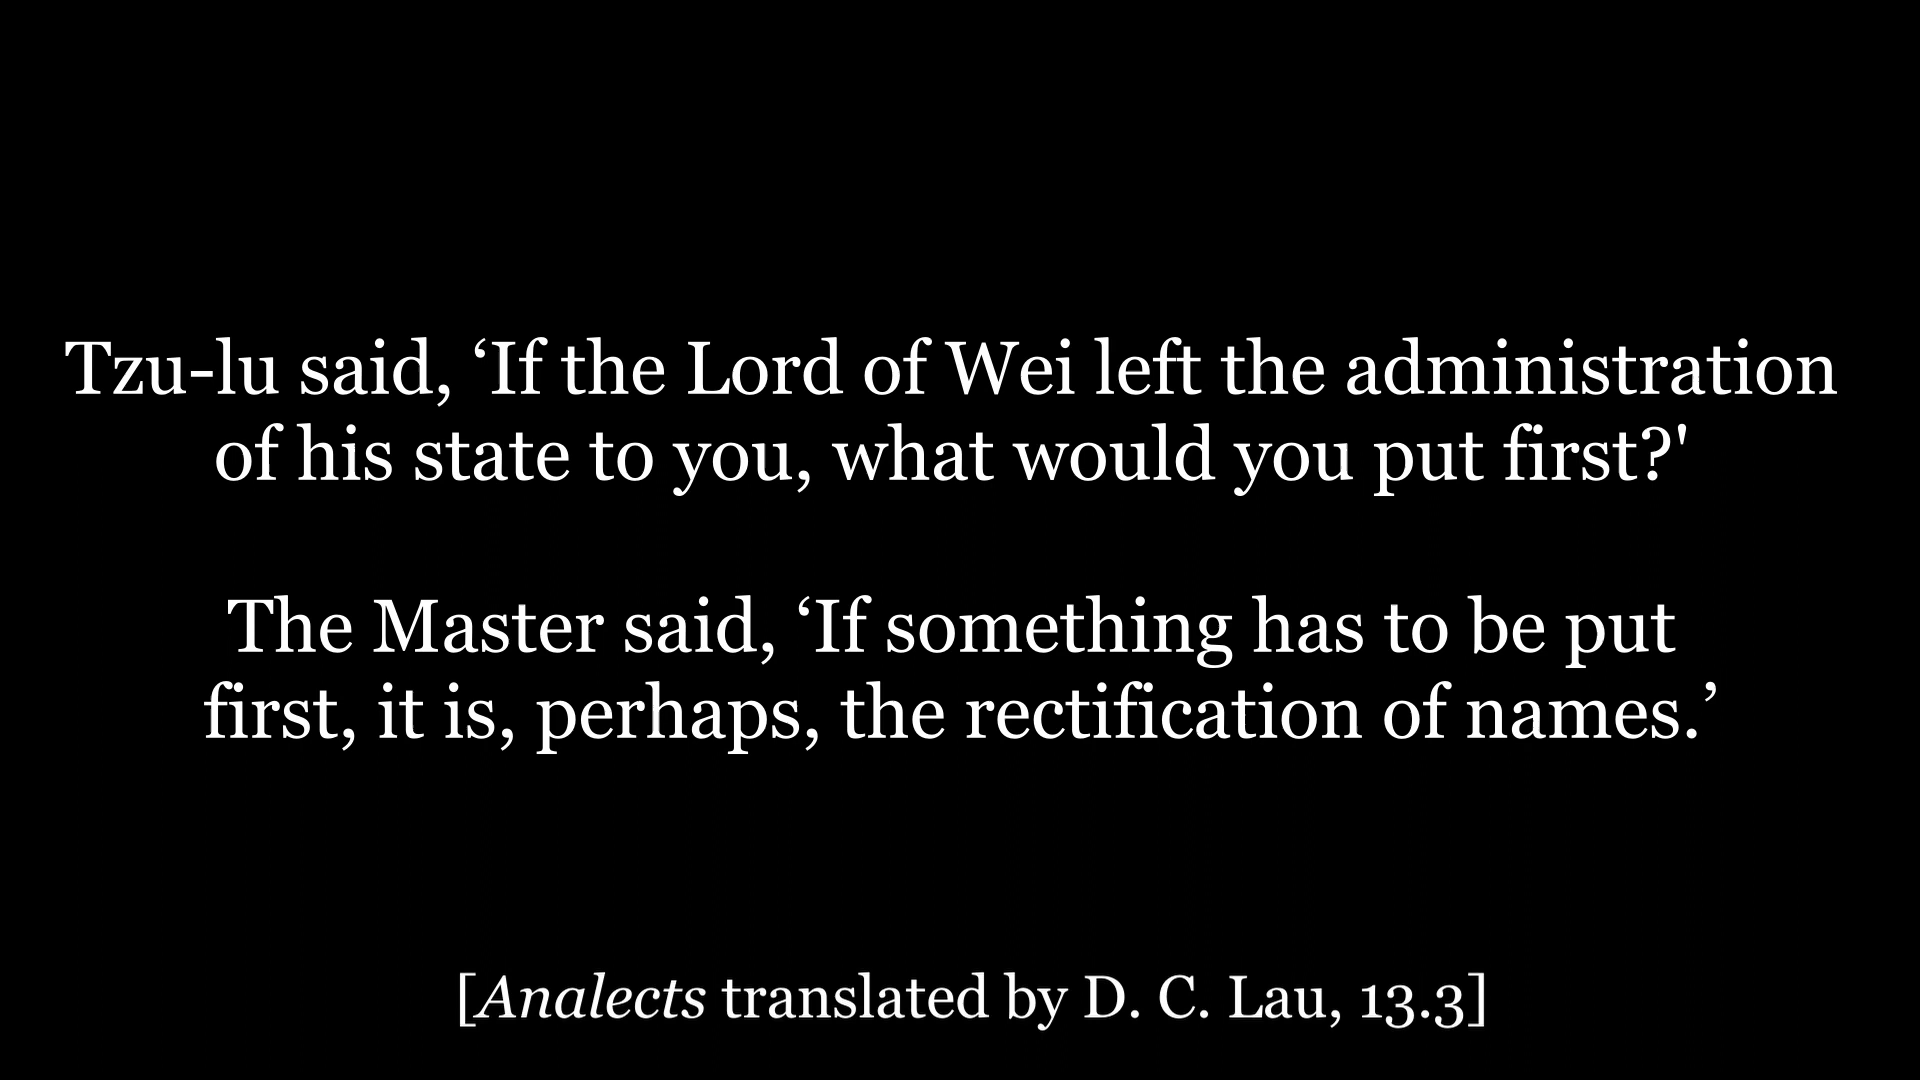 Tzu-lu said, ‘If the Lord of Wei left the administration
of his state to you, what would you put first?'
The Master said, ‘If something has to be put
first, it is, perhaps, the rectification of names.’
[Analects translated by D. C. Lau, 13.3]